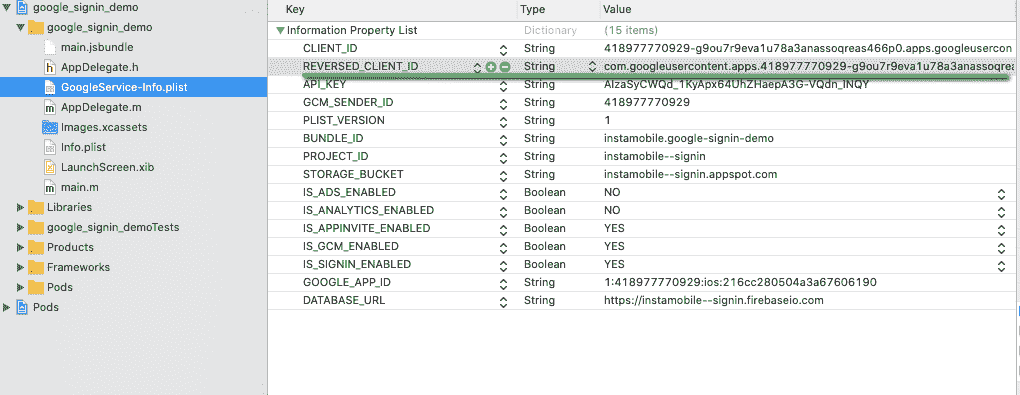 google_signin_demo
google_signin_demo
main.jsbundle
AppDelegate.h
GoogleService-Info.plist
AppDelegate.m
Images.xcassets
Info.plist
LaunchScreen.xib
main.m
Libraries
google_signin_demoTests
Products
Frameworks
Pods
Pods
Key Type Value
Information Property List Dictionary (15 items)
CLIENT_ID String 418977770929-g9ou7r9eva1u78a3anassoqreas466p0.apps.googleusercon
REVERSED_CLIENT_ID String com.googleusercontent.apps.418977770929-g9ou7r9eva1u78a3anassoqrea
API_KEY String AIzaSyCWQd_1KyApx64UhZHaepA3G-VQdn_INQY
GCM_SENDER_ID String 418977770929
PLIST_VERSION String 1
BUNDLE_ID String instamobile.google-signin-demo
PROJECT_ID String instamobile--signin
STORAGE_BUCKET String instamobile--signin.appspot.com
IS_ADS_ENABLED Boolean NO
IS_ANALYTICS_ENABLED Boolean NO
IS_APPINVITE_ENABLED Boolean YES
IS_GCM_ENABLED Boolean YES
IS_SIGNIN_ENABLED Boolean YES
GOOGLE_APP_ID String 1:418977770929:ios:216cc280504a3a67606190
DATABASE_URL String https://instamobile--signin.firebaseio.com